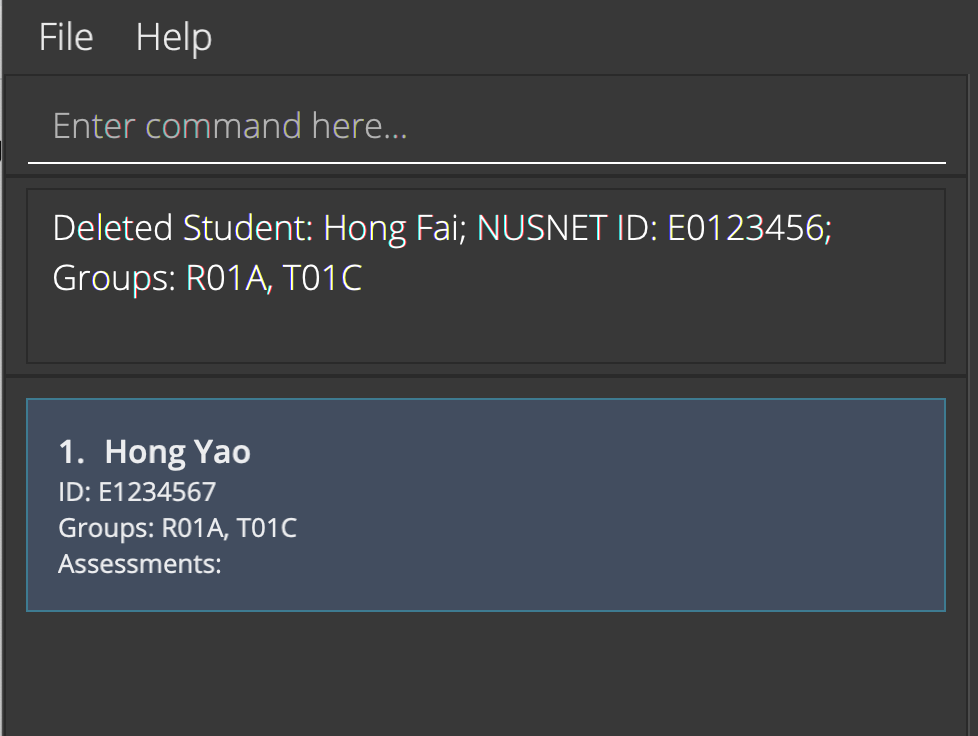 File Help
Enter command here...
Deleted Student: Hong Fai; NUSNET ID: E0123456;
Groups: R01A, T01C
1. Hong Yao
ID: E1234567
Groups: R01A, T01C
Assessments: